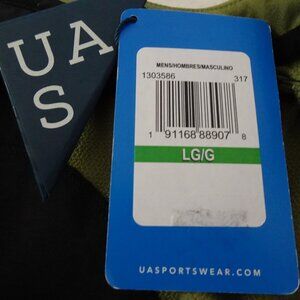 UA
S
MENS/HOMBRES/MASCULINO
1303586 317
1 91168 88907 8
LG/G
UASPORTSWEAR.COM